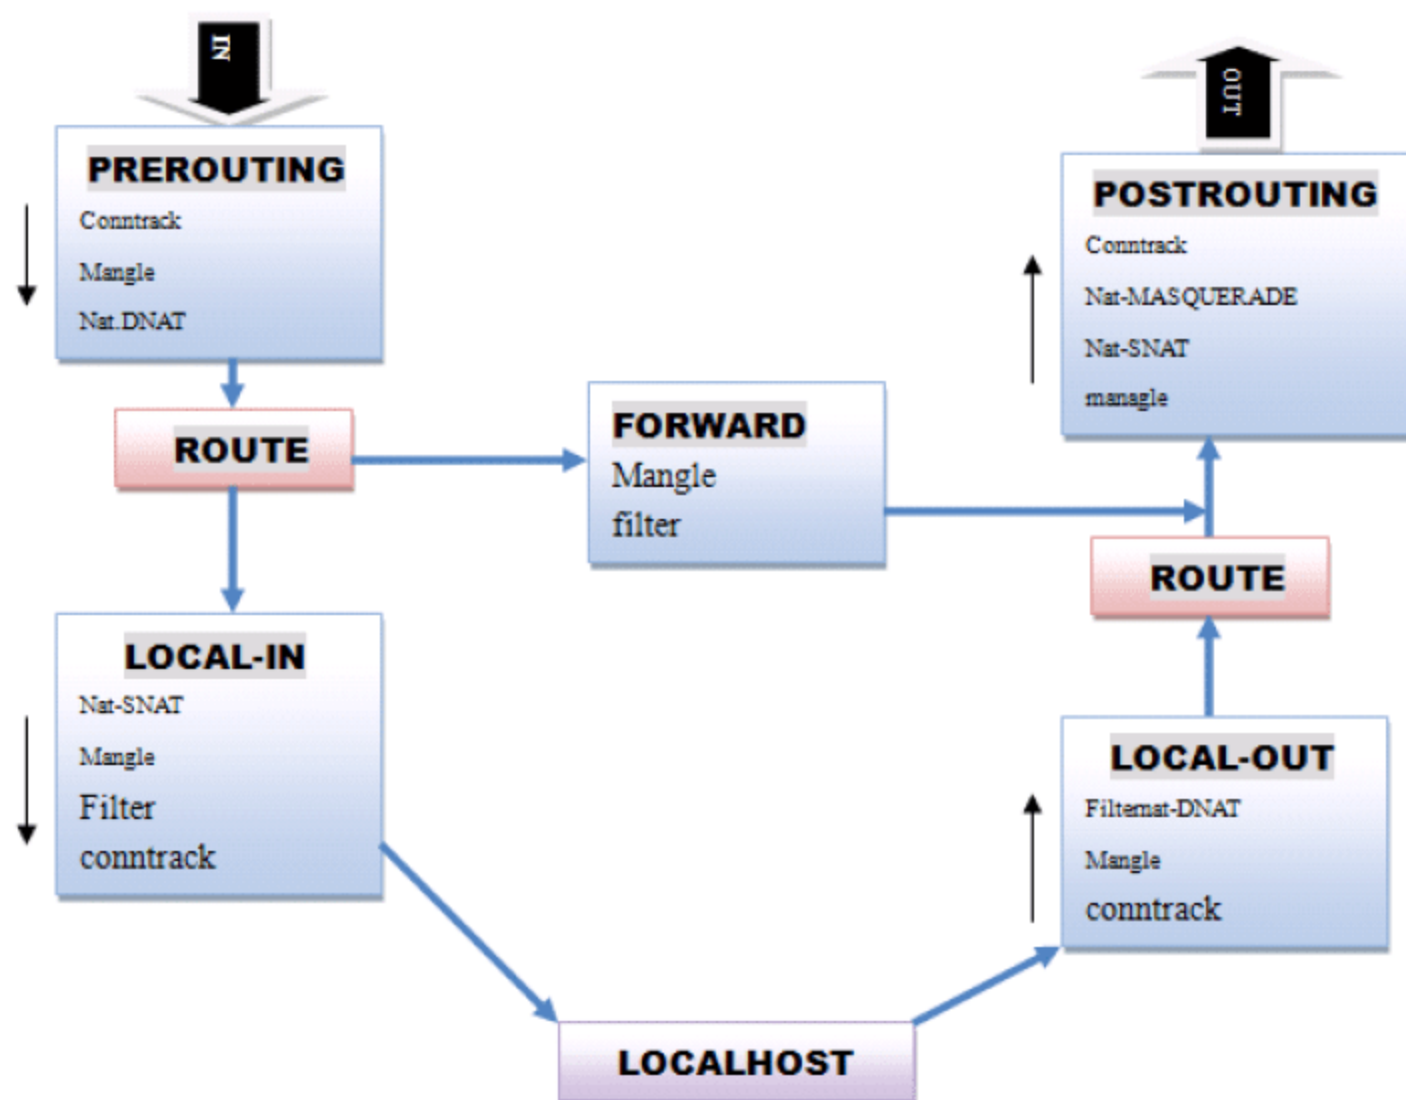 IN
PREROUTING
Conntrack
Mangle
Nat.DNAT
ROUTE
FORWARD
Mangle
filter
OUT
POSTROUTING
Conntrack
Nat-MASQUERADE
Nat-SNAT
managle
ROUTE
LOCAL-IN
Nat-SNAT
Mangle
Filter
conntrack
LOCAL-OUT
Filternat-DNAT
Mangle
conntrack
LOCALHOST